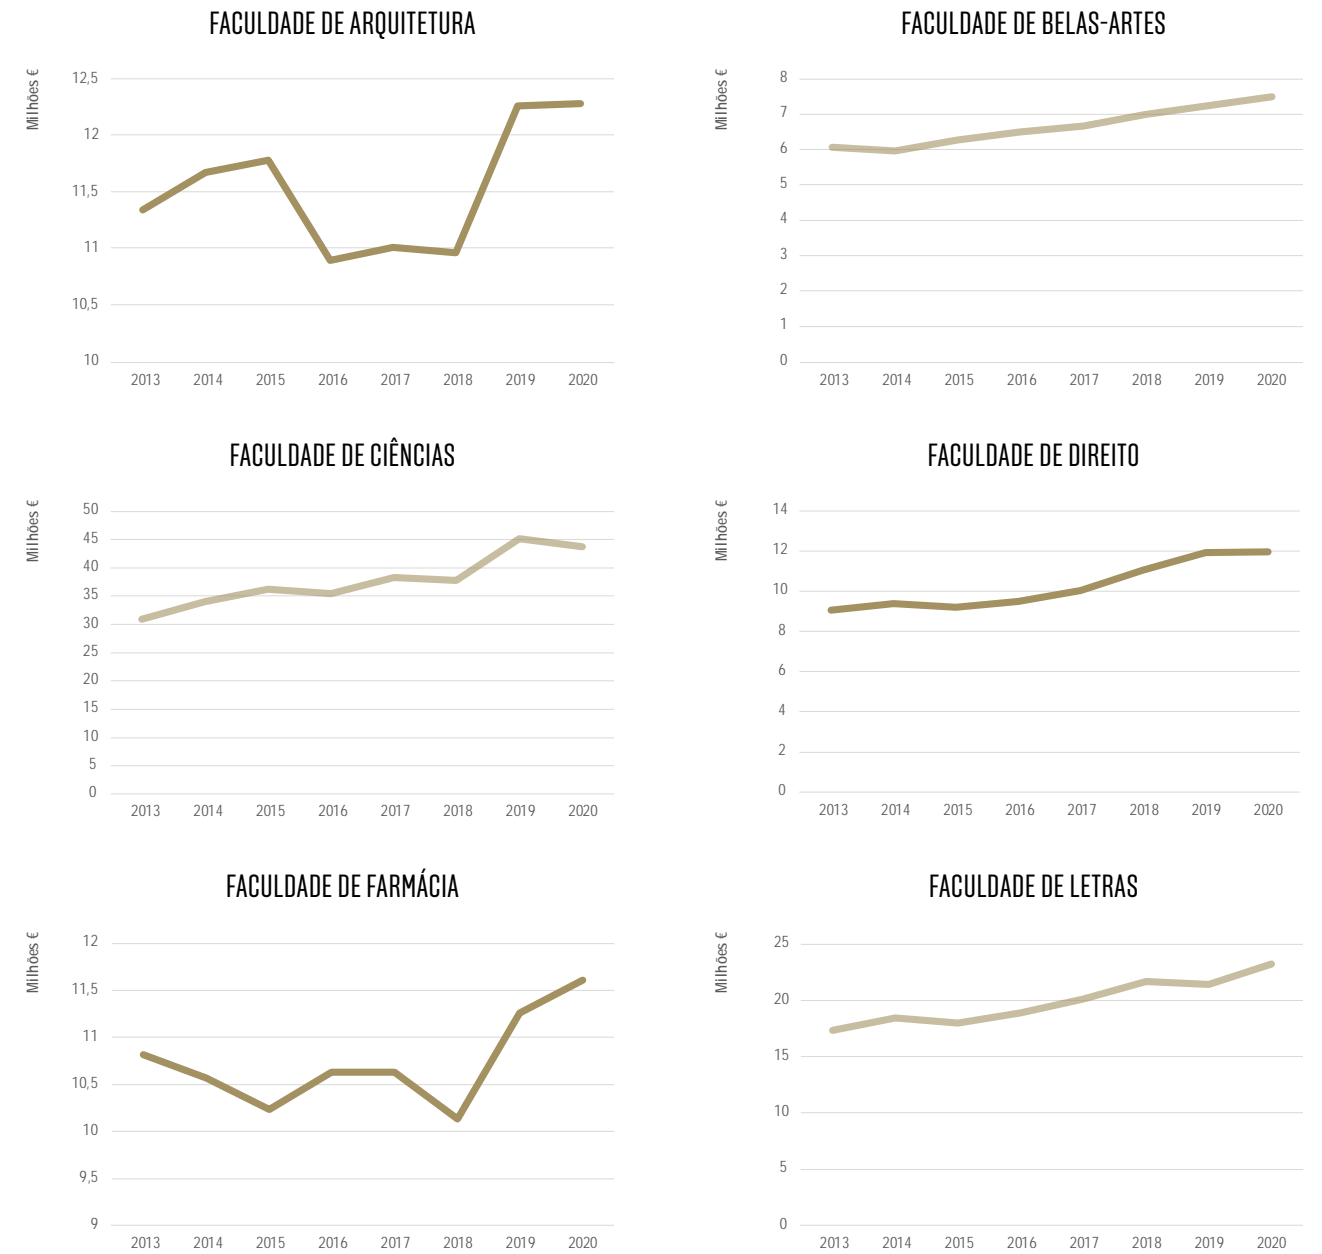 FACULDADE DE ARQUITETURA
Milhões €
12,5
12
11,5
11
10,5
10
2013 2014 2015 2016 2017 2018 2019 2020
FACULDADE DE BELAS-ARTES
Milhões €
8
7
6
5
4
3
2
1
0
2013 2014 2015 2016 2017 2018 2019 2020
FACULDADE DE CIÊNCIAS
Milhões €
50
45
40
35
30
25
20
15
10
5
0
2013 2014 2015 2016 2017 2018 2019 2020
FACULDADE DE DIREITO
Milhões €
14
12
10
8
6
4
2
0
2013 2014 2015 2016 2017 2018 2019 2020
FACULDADE DE FARMÁCIA
Milhões €
12
11,5
11
10,5
10
9,5
9
2013 2014 2015 2016 2017 2018 2019 2020
FACULDADE DE LETRAS
Milhões €
25
20
15
10
5
0
2013 2014 2015 2016 2017 2018 2019 2020